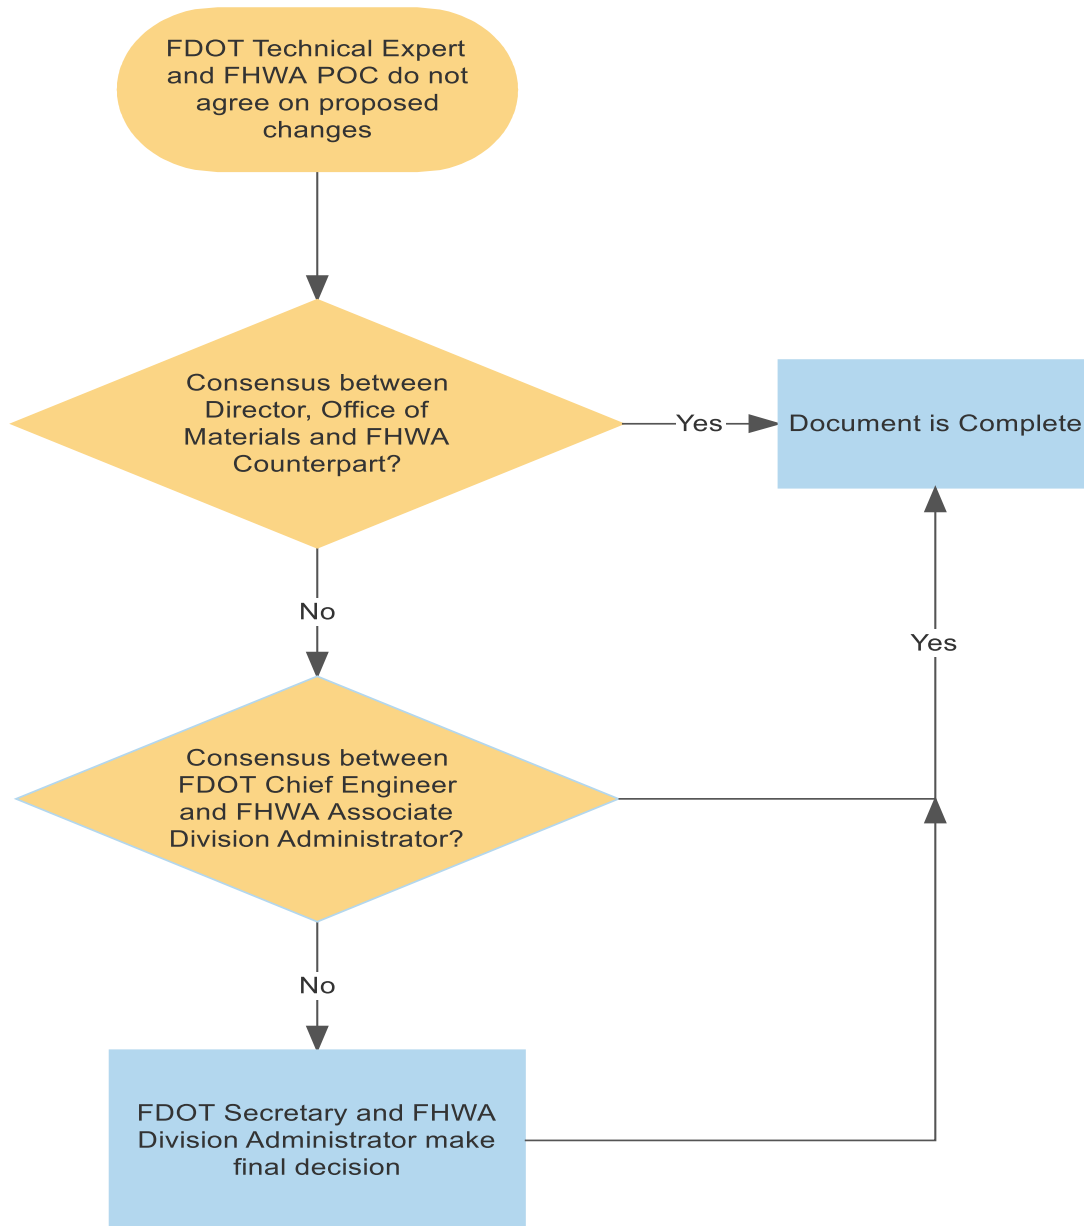 FDOT Technical Expert
and FHWA POC do not
agree on proposed
changes
Consensus between
Director, Office of
Materials and FHWA
Counterpart?
Yes
Document is Complete
No
Yes
Consensus between
FDOT Chief Engineer
and FHWA Associate
Division Administrator?
No
FDOT Secretary and FHWA
Division Administrator make
final decision